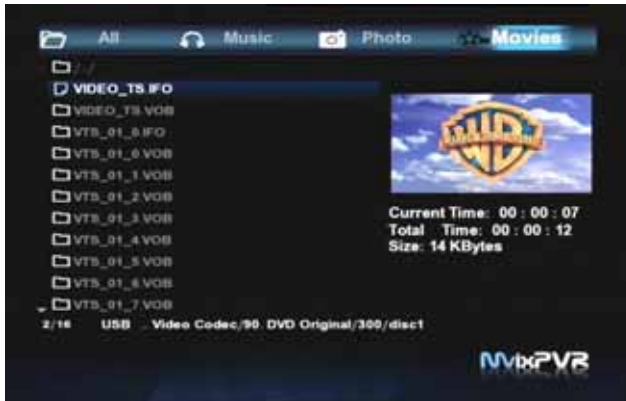 All Music Photo Movies
/../
VIDEO_TS.IFO
VIDEO_TS.VOB
VTS_01_0.IFO
VTS_01_0.VOB
VTS_01_1.VOB
VTS_01_2.VOB
VTS_01_3.VOB
VTS_01_4.VOB
VTS_01_5.VOB
VTS_01_6.VOB
VTS_01_7.VOB
WB
Current Time: 00 : 00 : 07
Total Time: 00 : 00 : 12
Size: 14 KBytes
2/16 USB . Video Codec/90. DVD Original/300/disc1
MvixPVR